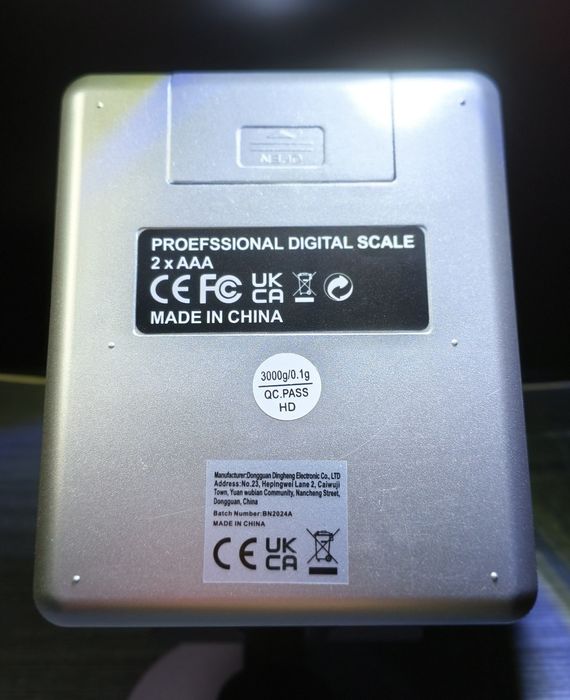 OPEN
PROEFSSIONAL DIGITAL SCALE
2 x AAA
CE FC UK CA
MADE IN CHINA
3000g/0.1g
QC.PASS
HD
Manufacturer:Dongguan Dingheng Electronic Co., LTD
Address:No.23, Hepingwei Lane 2, Caiwuji
Town, Yuan wubian Community, Nancheng Street,
Dongguan, China
Batch Number:BN2024A
MADE IN CHINA
CE UK CA